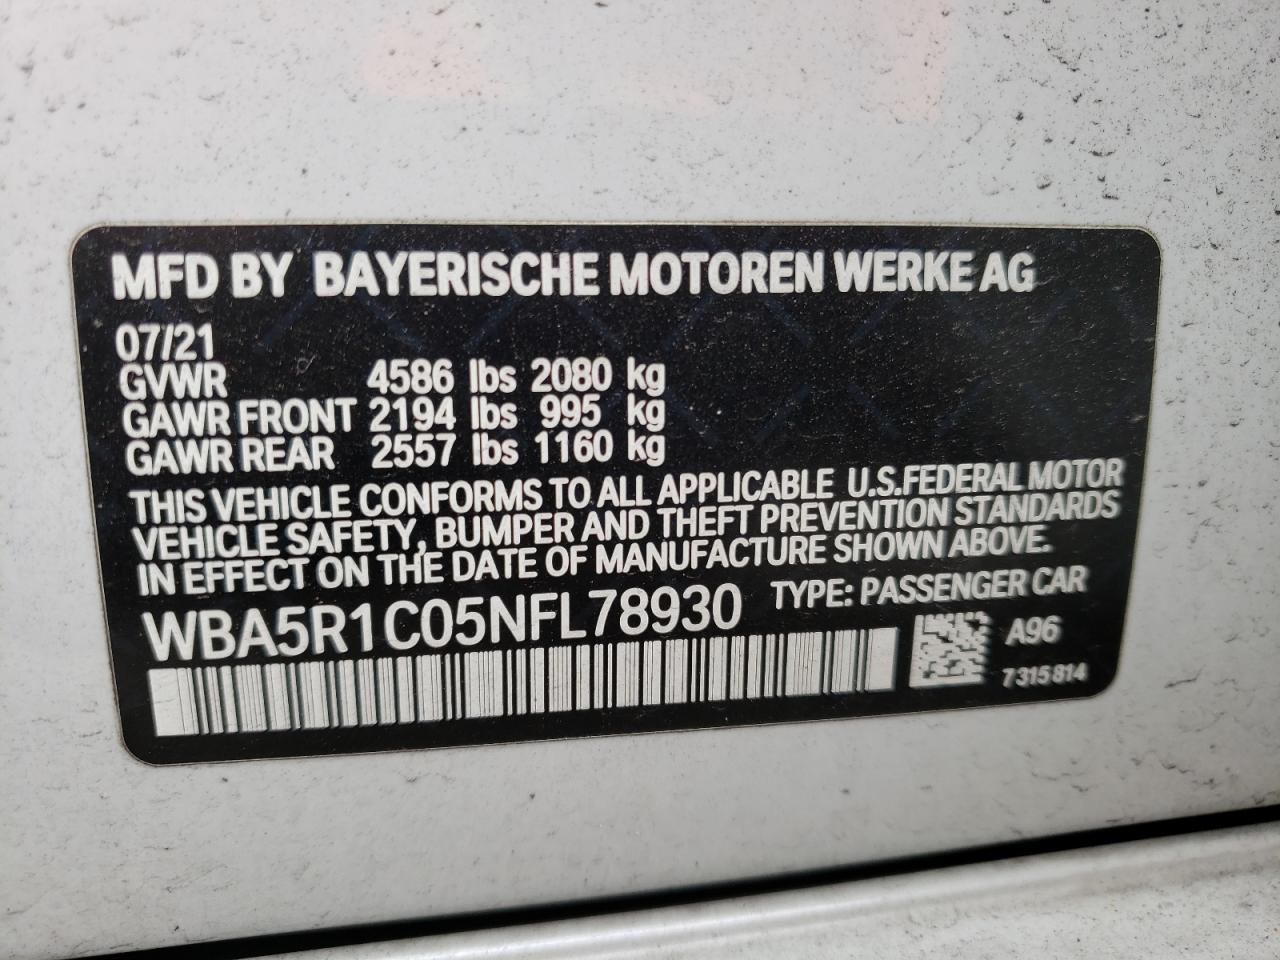 MFD BY BAYERISCHE MOTOREN WERKE AG
07/21
GVWR 4586 lbs 2080 kg
GAWR FRONT 2194 lbs 995 kg
GAWR REAR 2557 lbs 1160 kg
THIS VEHICLE CONFORMS TO ALL APPLICABLE U.S.FEDERAL MOTOR
VEHICLE SAFETY, BUMPER AND THEFT PREVENTION STANDARDS
IN EFFECT ON THE DATE OF MANUFACTURE SHOWN ABOVE.
WBA5R1C05NFL78930 TYPE: PASSENGER CAR
A96
7315814